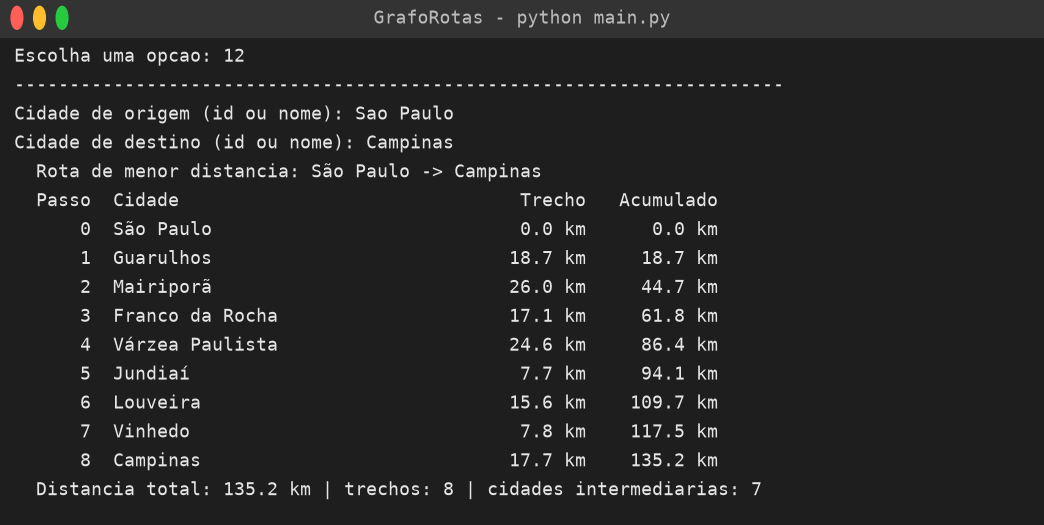 GrafoRotas - python main.py
Escolha uma opcao: 12
----------------------------------------------------------------------
Cidade de origem (id ou nome): Sao Paulo
Cidade de destino (id ou nome): Campinas
Rota de menor distancia: São Paulo -> Campinas
Passo  Cidade                               Trecho   Acumulado
0  São Paulo                            0.0 km      0.0 km
1  Guarulhos                           18.7 km     18.7 km
2  Mairiporã                           26.0 km     44.7 km
3  Franco da Rocha                     17.1 km     61.8 km
4  Várzea Paulista                     24.6 km     86.4 km
5  Jundiaí                              7.7 km     94.1 km
6  Louveira                            15.6 km    109.7 km
7  Vinhedo                              7.8 km    117.5 km
8  Campinas                            17.7 km    135.2 km
Distancia total: 135.2 km | trechos: 8 | cidades intermediarias: 7